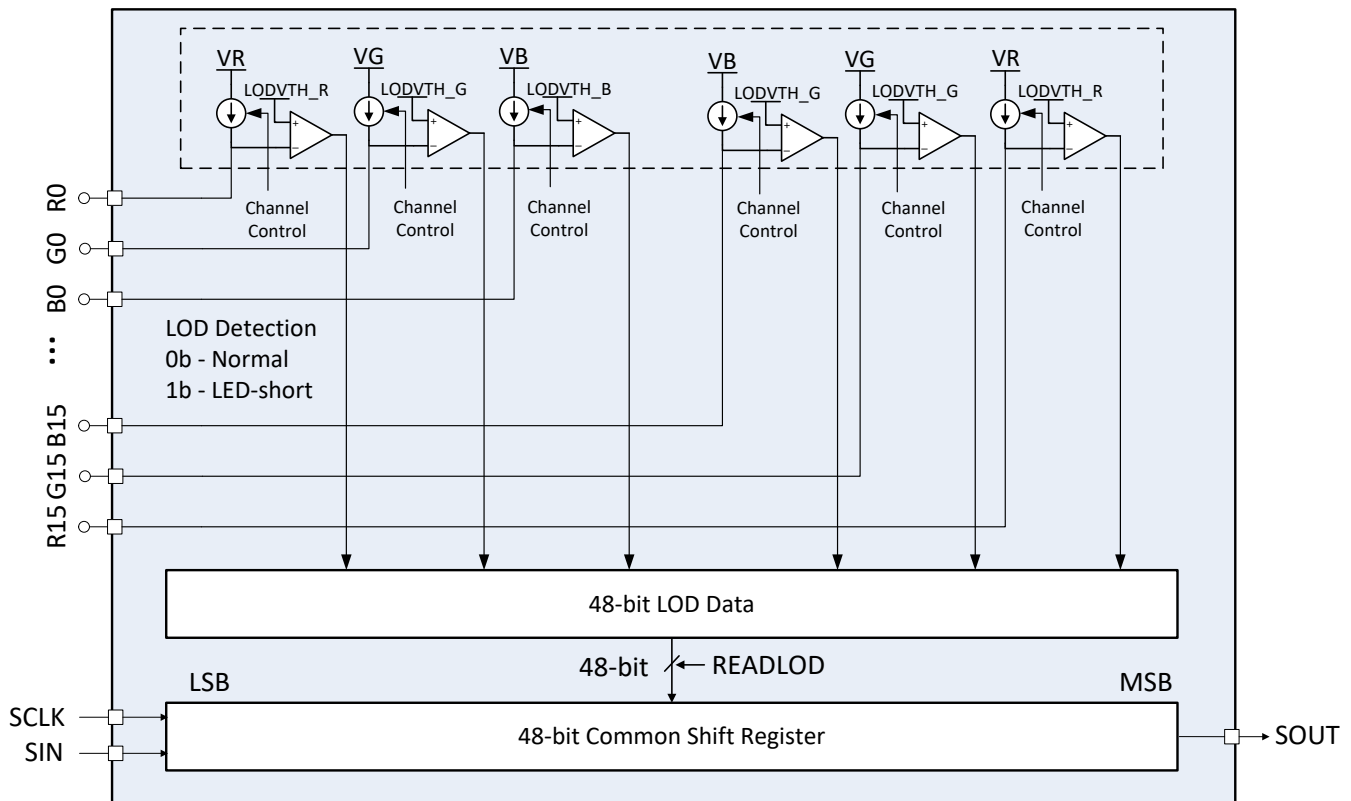 VR
VG
VB
VB
VG
VR
LODVTH_R
LODVTH_G
LODVTH_B
LODVTH_G
LODVTH_G
LODVTH_R
+
+
+
+
+
+
−
−
−
−
−
−
Channel
Control
Channel
Control
Channel
Control
Channel
Control
Channel
Control
Channel
Control
R0
G0
B0
...
B15
G15
R15
LOD Detection
0b - Normal
1b - LED-short
48-bit LOD Data
48-bit
READLOD
LSB
MSB
SCLK
SIN
48-bit Common Shift Register
SOUT